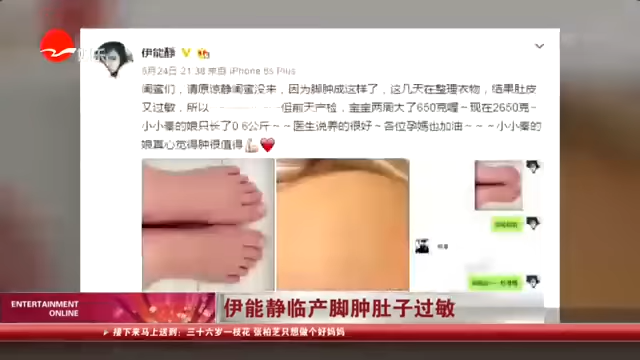 伊能静
5月24日 21:38 来自 iPhone 6s Plus
闺蜜们，请原谅静闺蜜没来，因为脚肿成这样了，这几天在整理衣物，结果肚皮
又过敏，所以 但前天产检，宝宝两周大了650克喔~现在2650克~
小小秦的娘只长了0.6公斤~~医生说养的很好~各位孕妈也加油~~~小小秦的
娘真心觉得肿很值得
ENTERTAINMENT
ONLINE
伊能静临产脚肿肚子过敏
接下来马上送到：三十六岁一枝花 张柏芝只想做个好妈妈